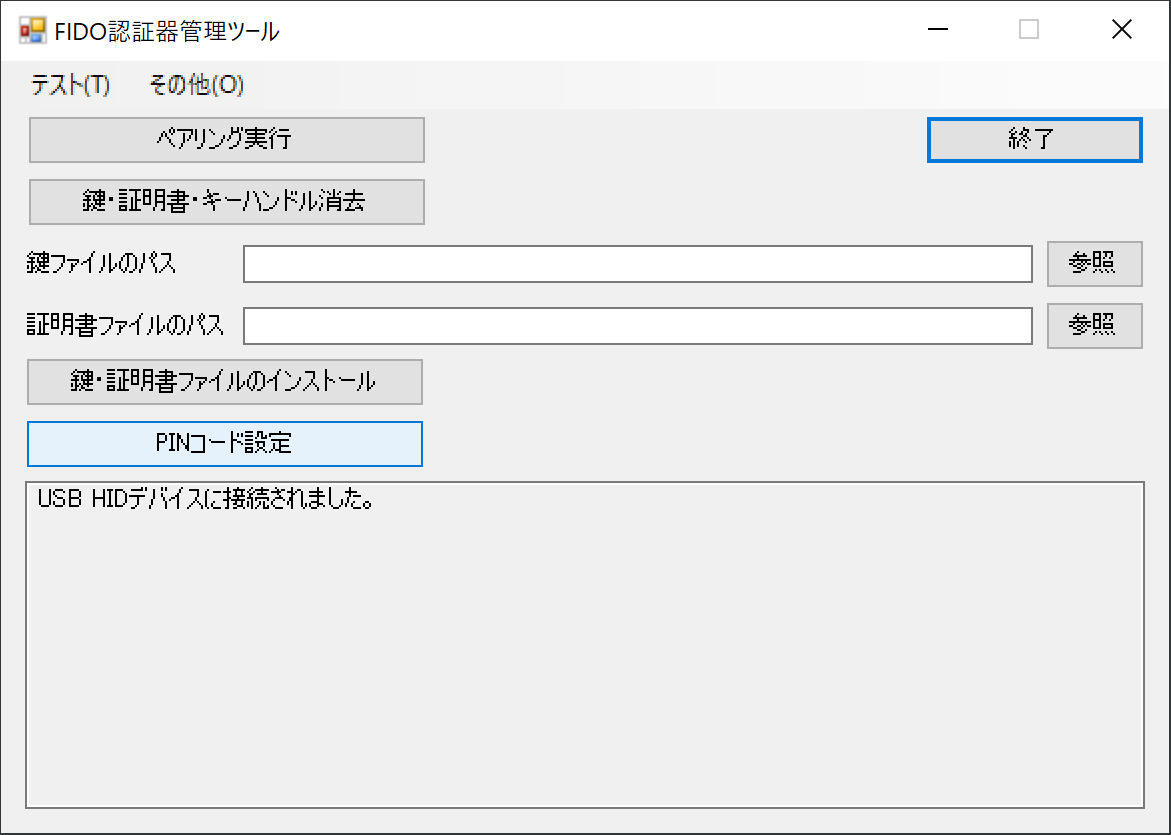 FIDO認証器管理ツール
テスト(T) その他(O)
ペアリング実行
終了
鍵・証明書・キーハンドル消去
鍵ファイルのパス
参照
証明書ファイルのパス
参照
鍵・証明書ファイルのインストール
PINコード設定
USB HIDデバイスに接続されました。